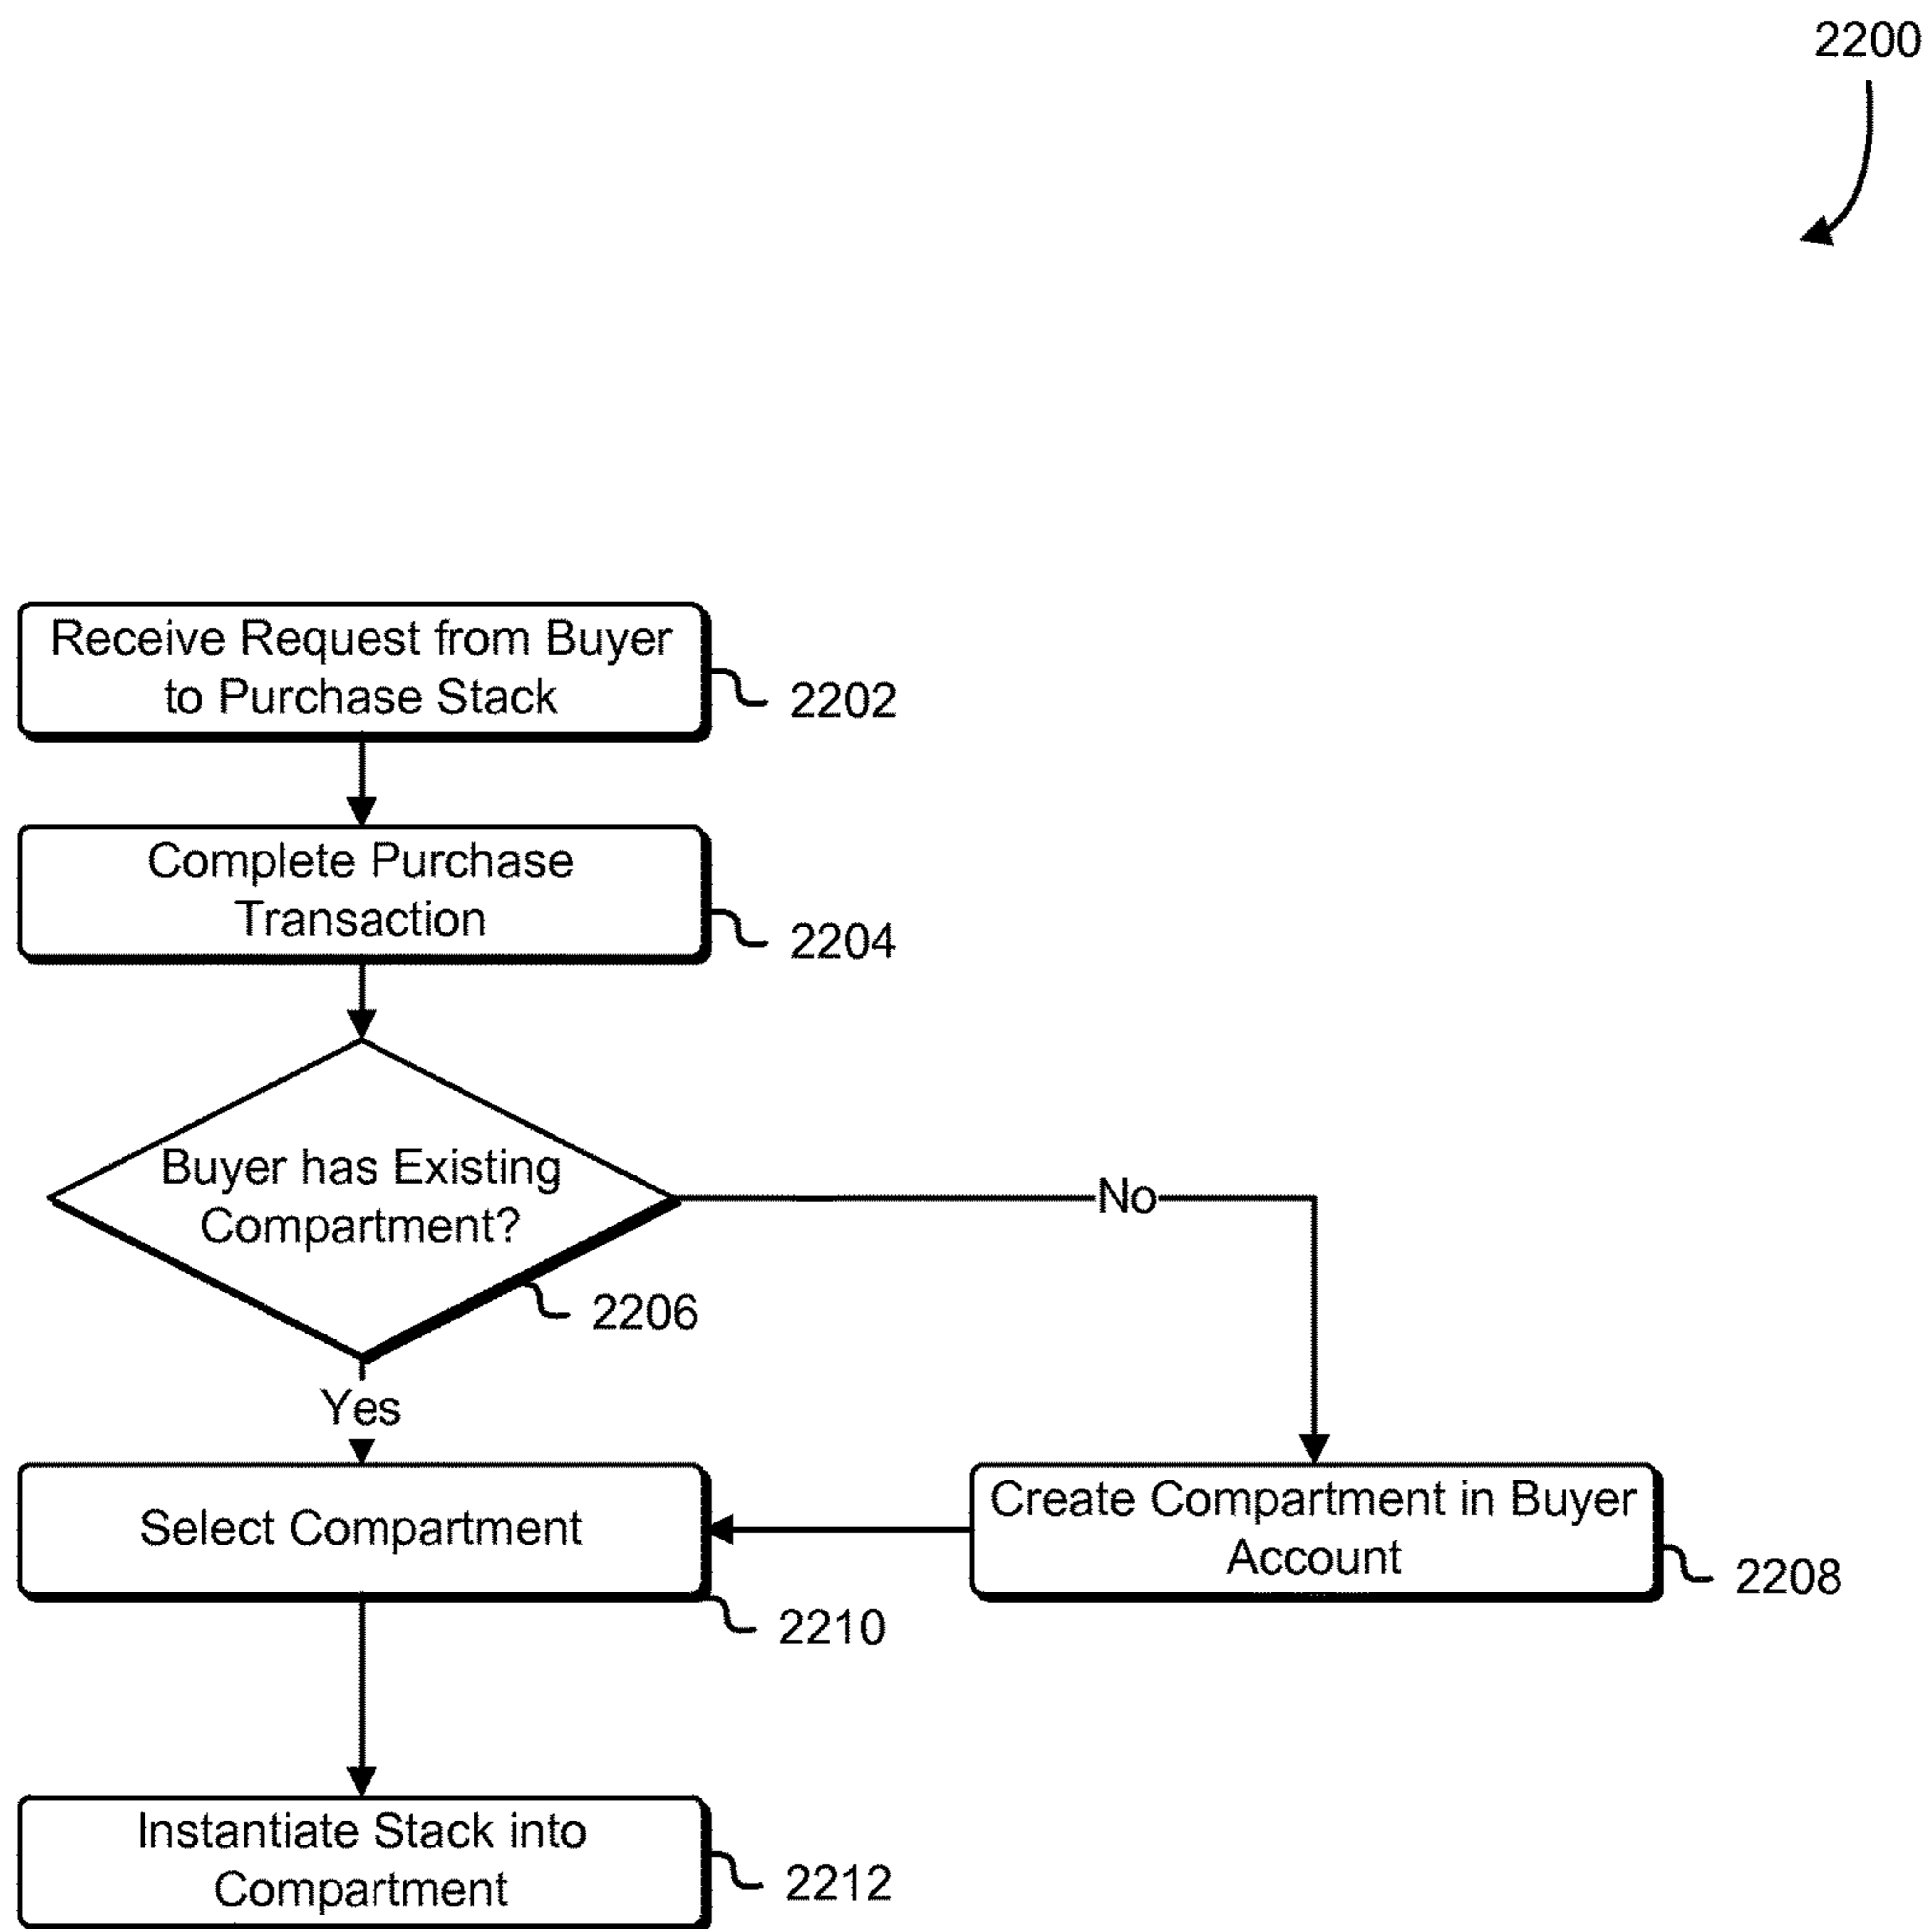 2200
Receive Request from Buyer
to Purchase Stack
2202
Complete Purchase
Transaction
2204
Buyer has Existing
Compartment?
2206
No
Yes
Select Compartment
2210
Create Compartment in Buyer
Account
2208
Instantiate Stack into
Compartment
2212